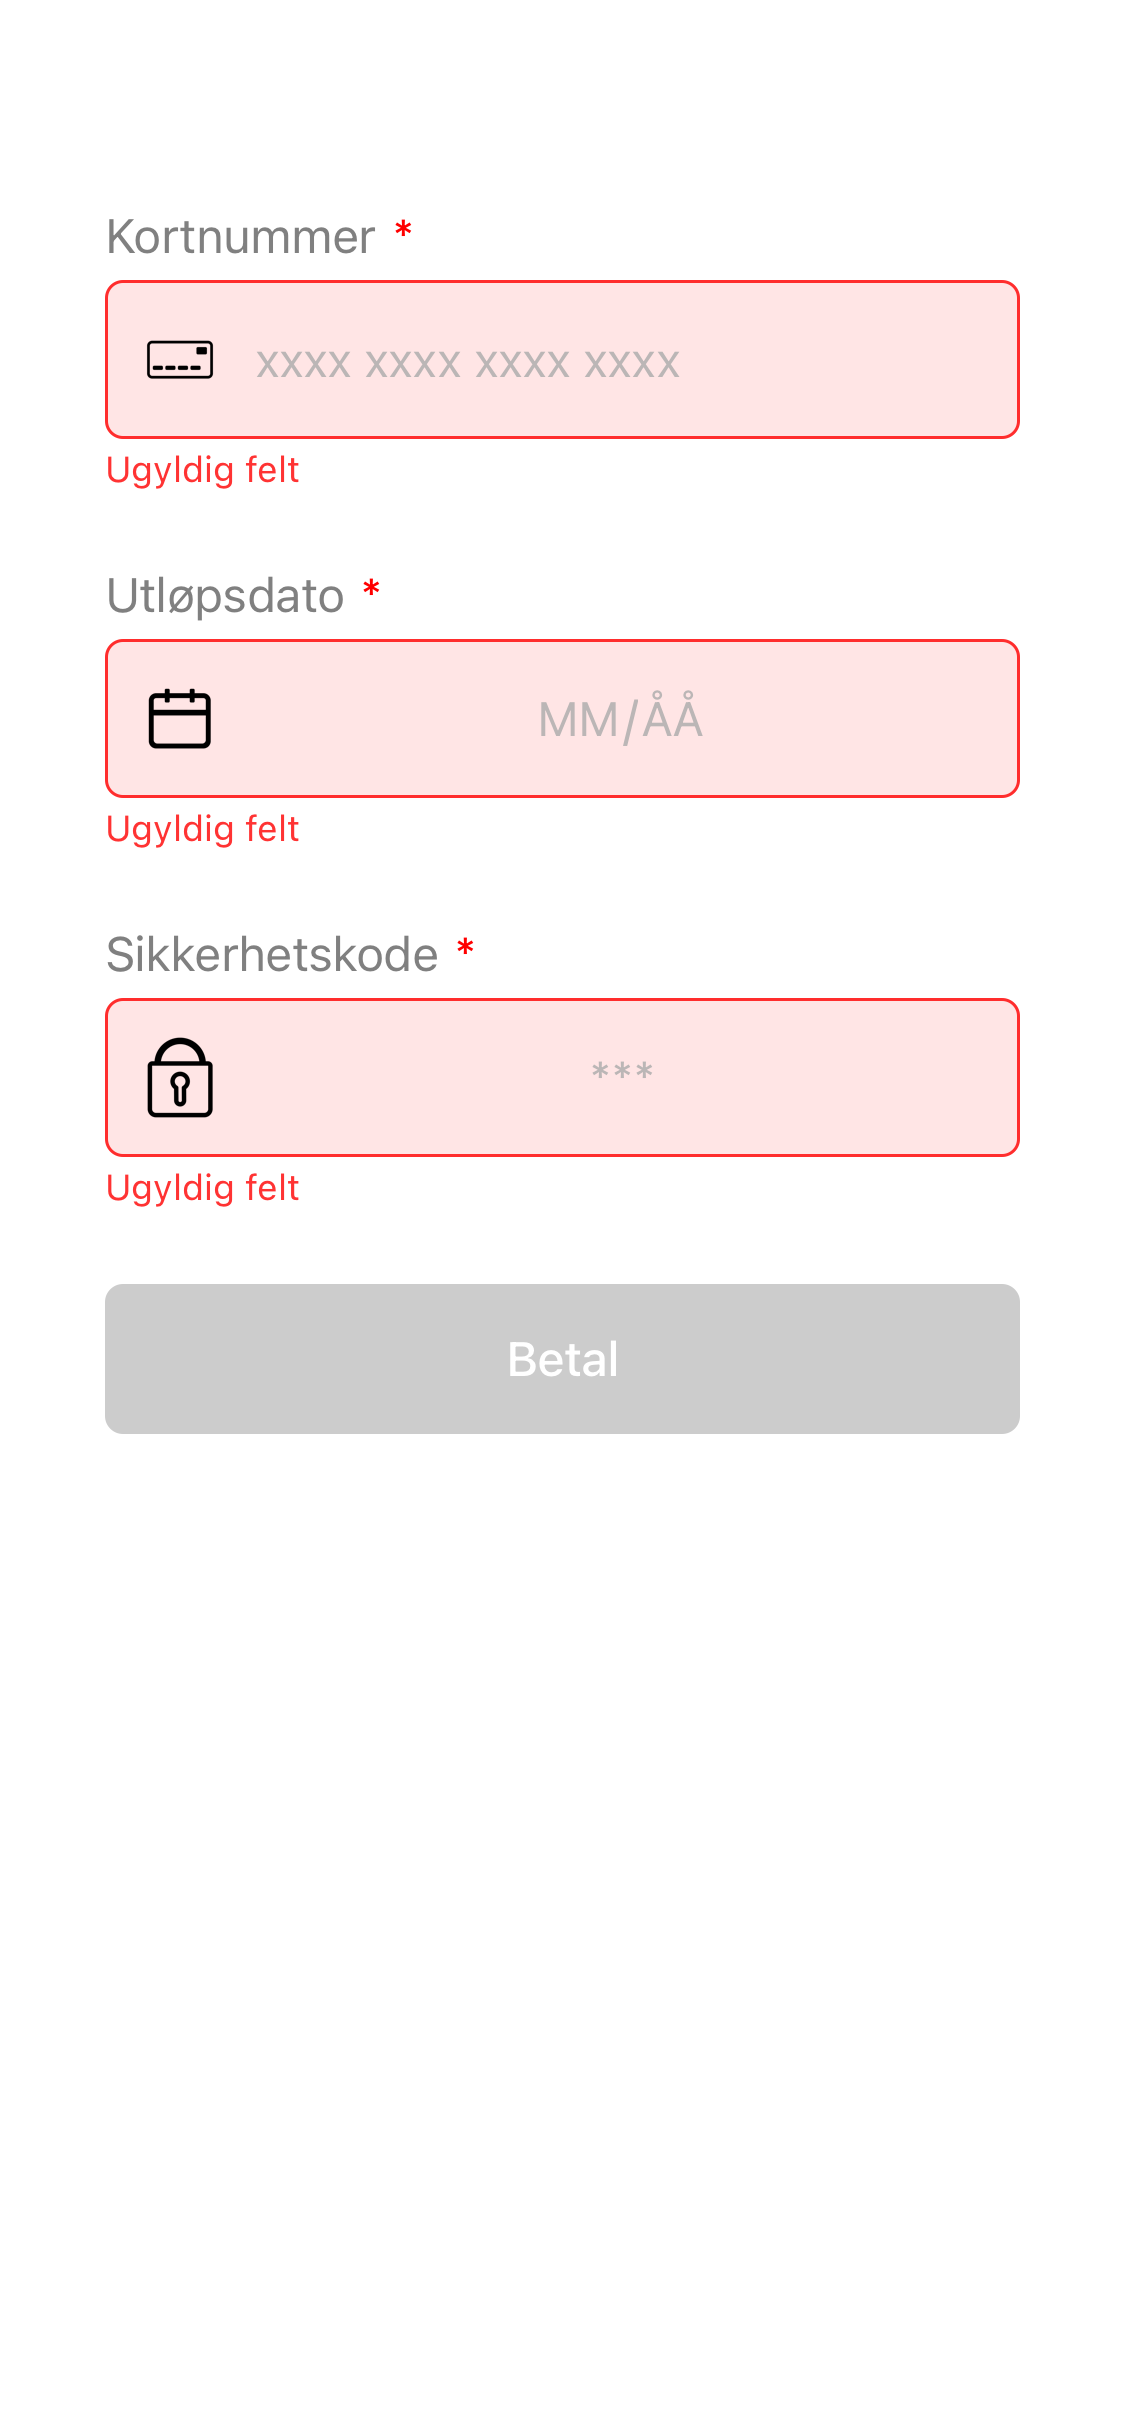 Kortnummer *
xxxx xxxx xxxx xxxx
Ugyldig felt
Utløpsdato *
MM/ÅÅ
Ugyldig felt
Sikkerhetskode *
***
Ugyldig felt
Betal